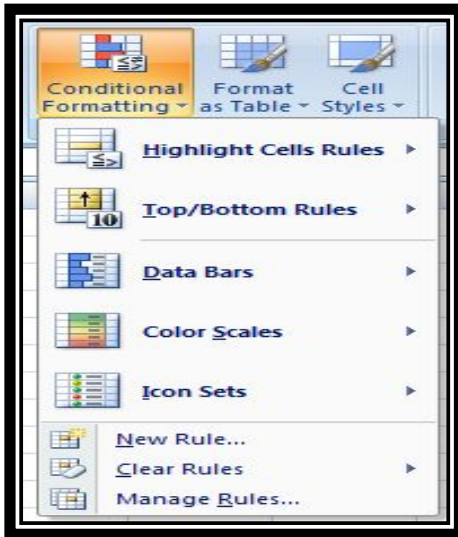 Conditional Formatting
Format as Table
Cell Styles
Highlight Cells Rules
10
Top/Bottom Rules
Data Bars
Color Scales
Icon Sets
New Rule...
Clear Rules
Manage Rules...